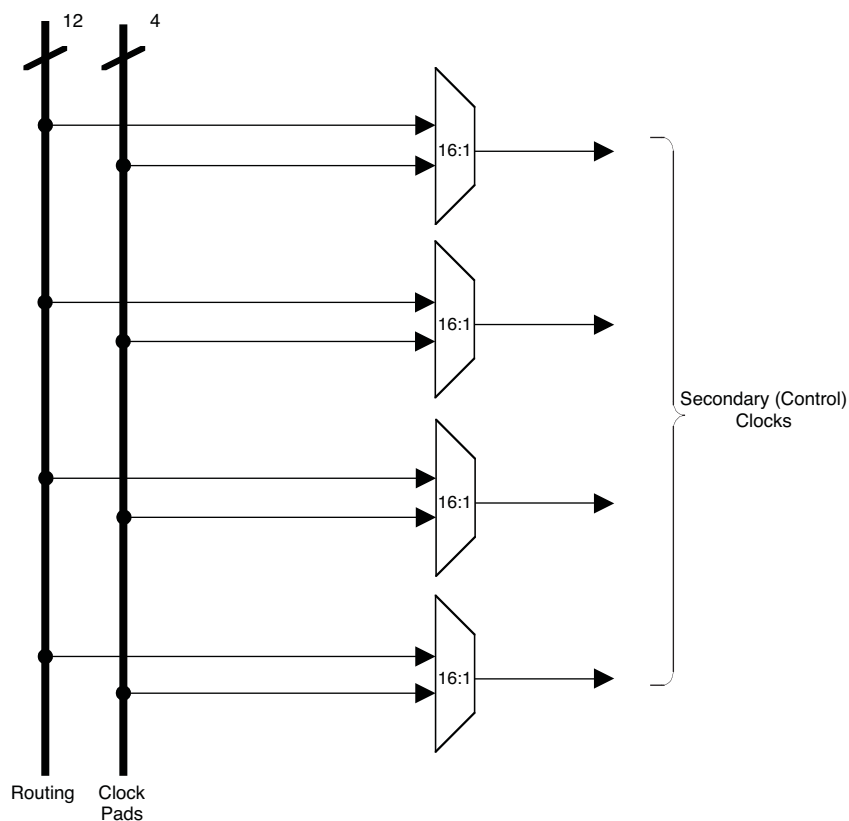 12
4
16:1
16:1
Secondary (Control)
Clocks
16:1
16:1
Routing
Clock
Pads